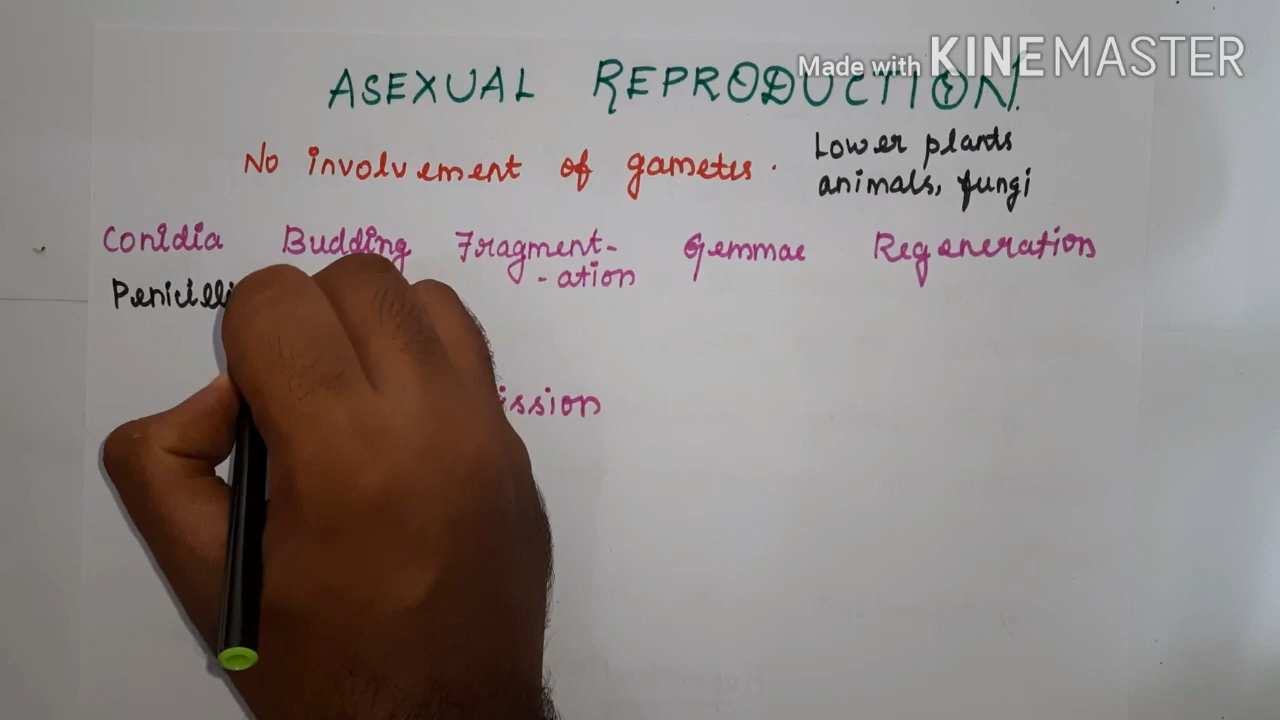 Made with KINEMASTER
ASEXUAL REPRODUCTION.
No involvement of gametes.
Lower plants
animals, fungi
Conidia Budding Fragment- Gemmae Regeneration
-ation